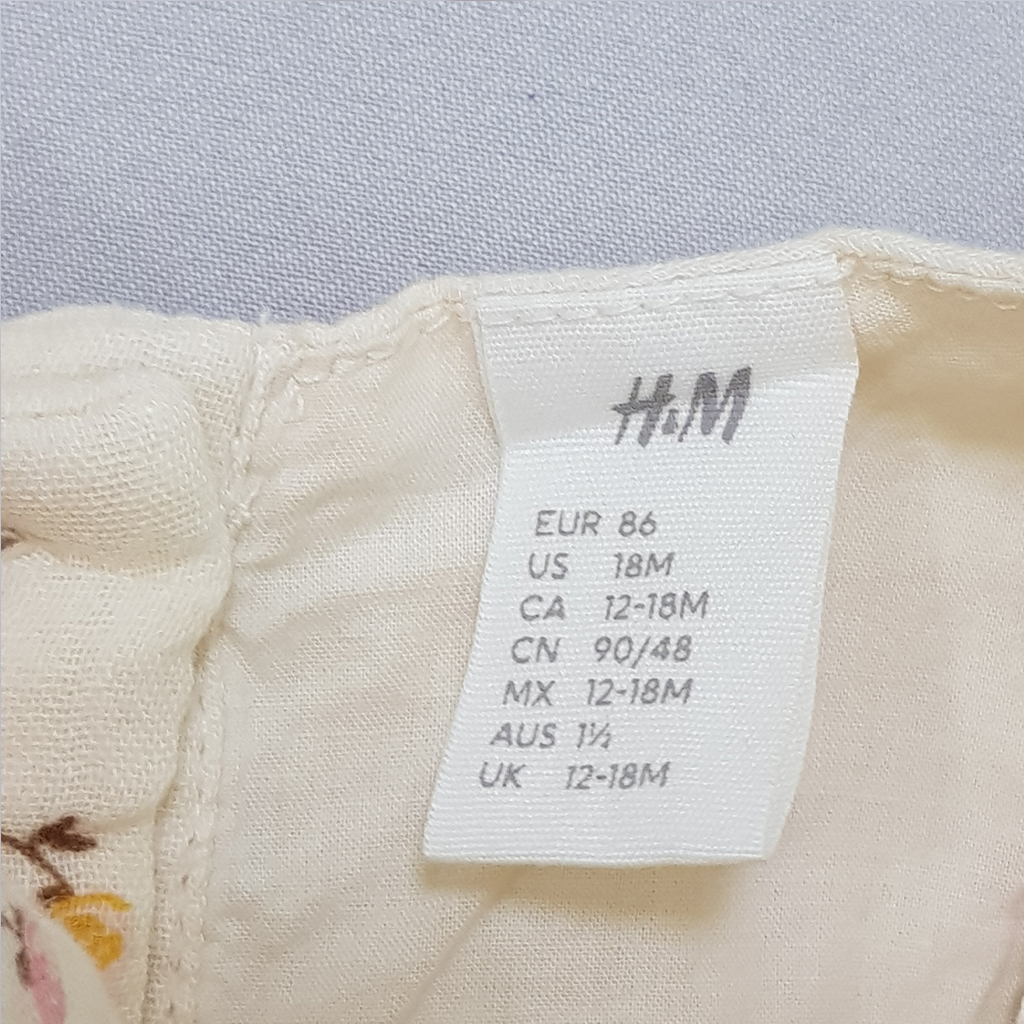 H&M
EUR 86
US 18M
CA 12-18M
CN 90/48
MX 12-18M
AUS 1½
UK 12-18M